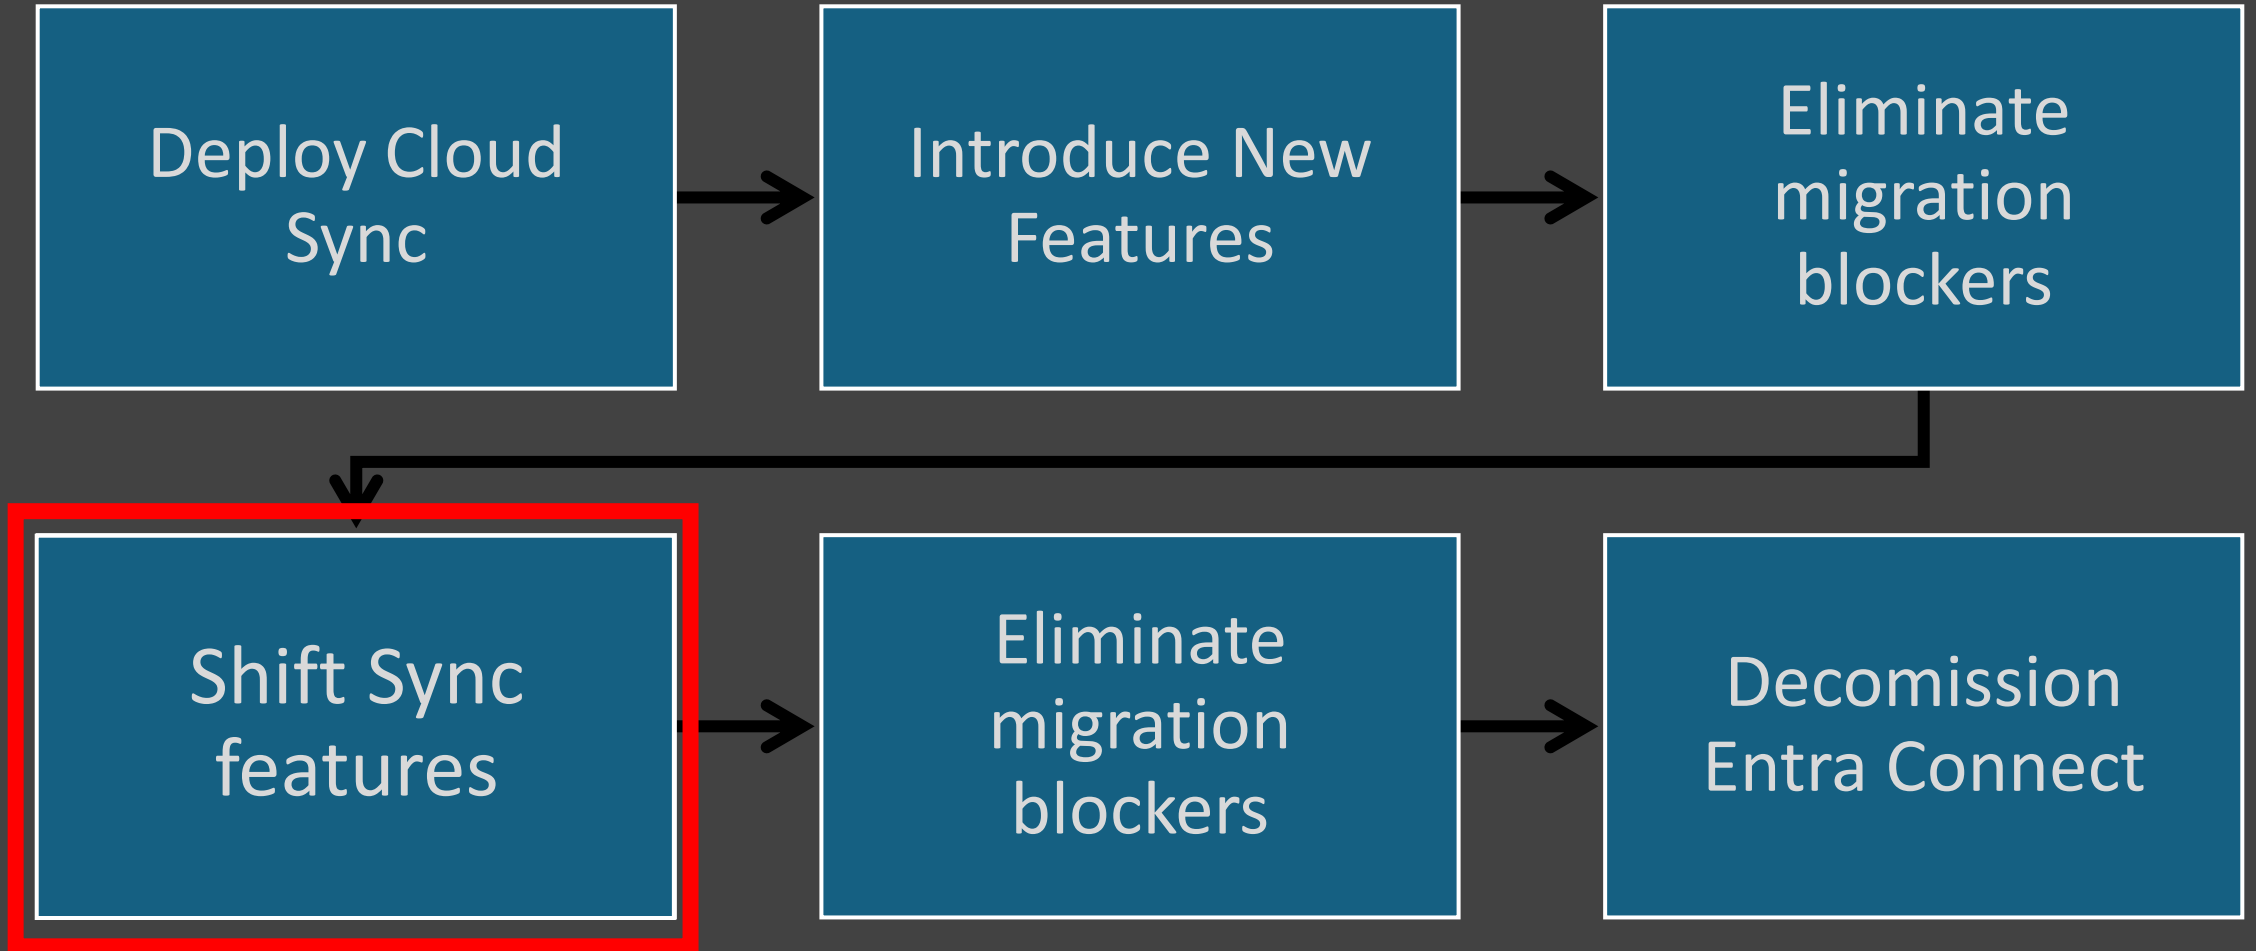 Deploy Cloud
Sync
Introduce New
Features
Eliminate
migration
blockers
Shift Sync
features
Eliminate
migration
blockers
Decomission
Entra Connect